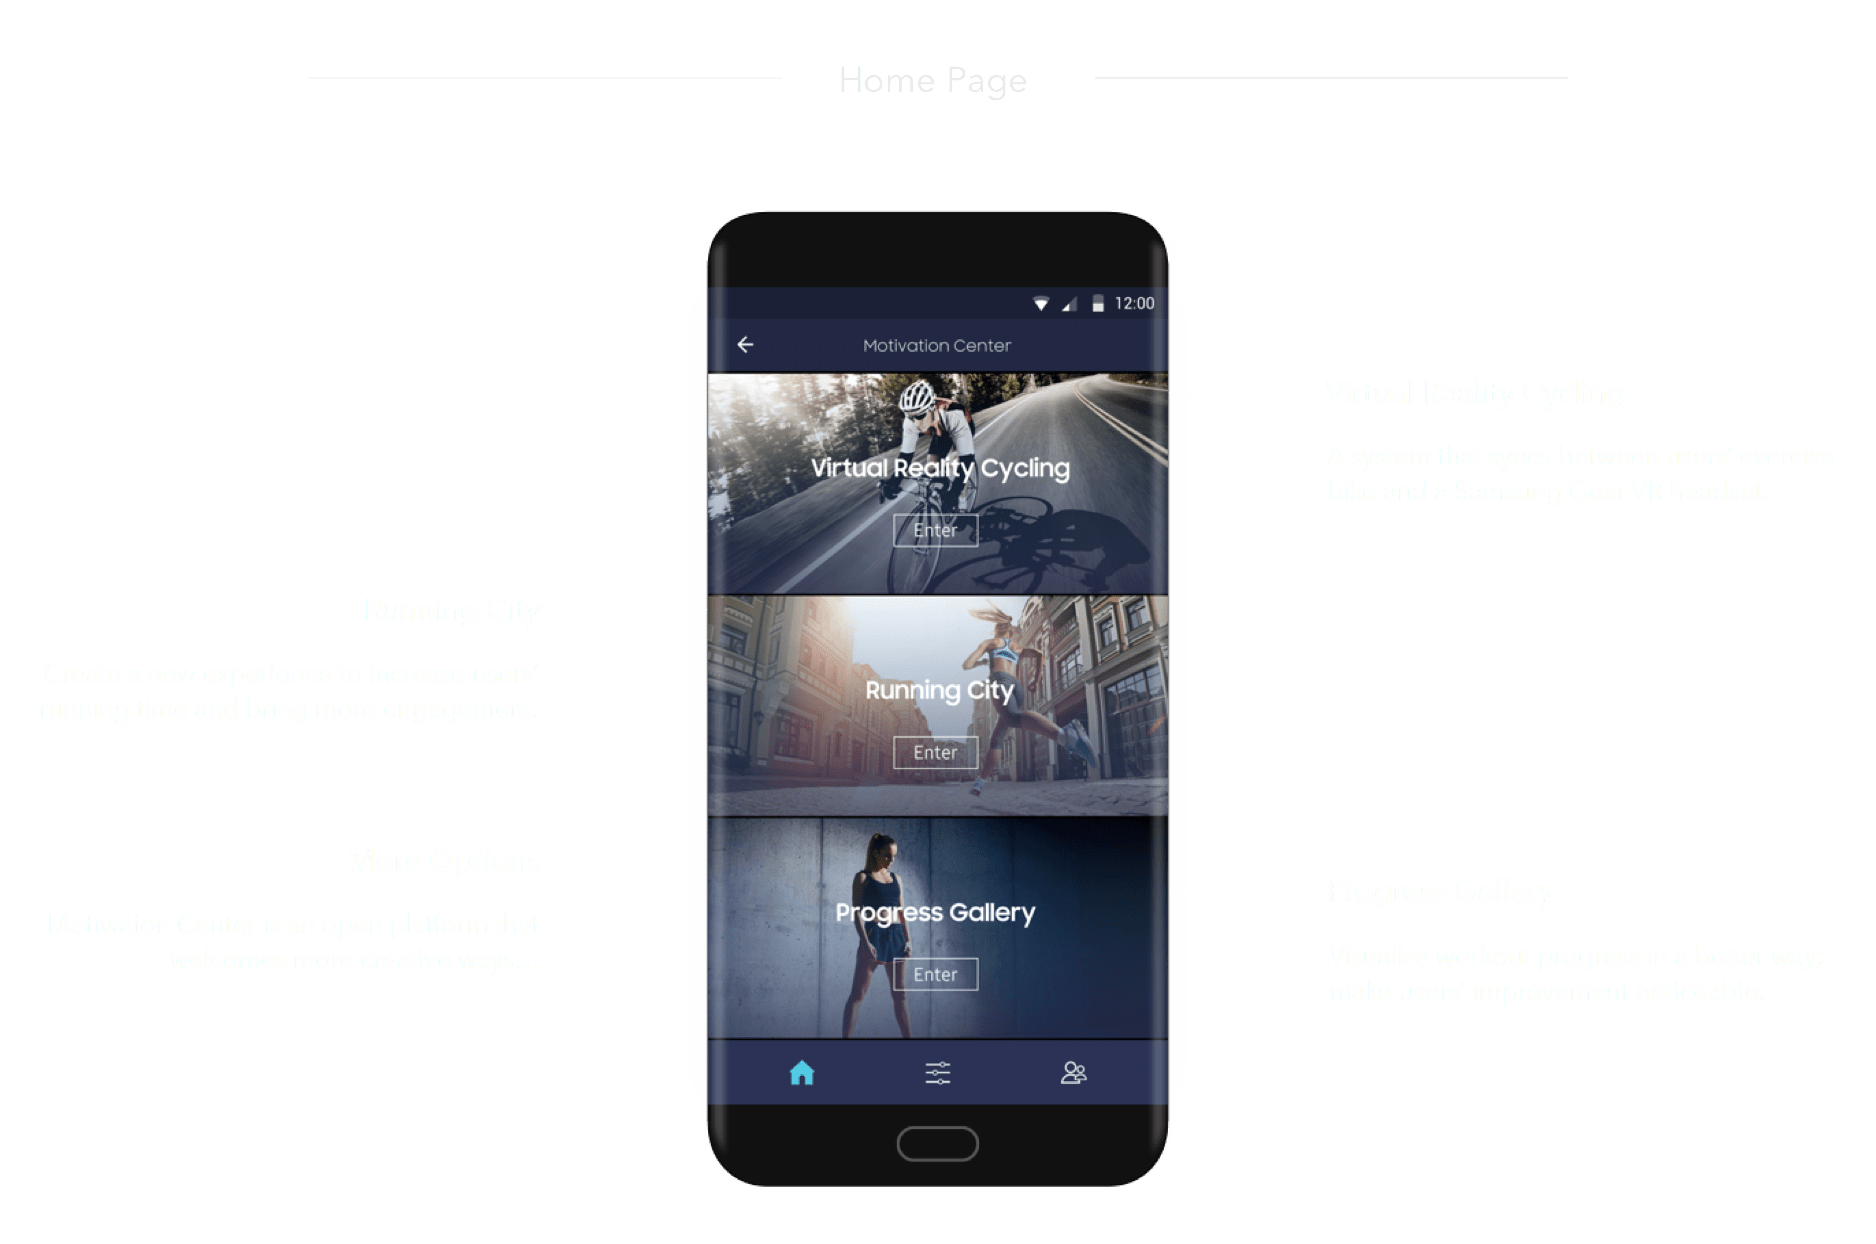 Home Page
12:00
Motivation Center
Virtual Reality Cycling
Enter
Running City
Enter
Progress Gallery
Enter
Virtual Reality Cycling
A system that syncs between users' exercise
bike and a Samsung Gear VR headset.
Running City
Create a new experience to increase users'
running time and bring more engagement.
More Options
Motivation Center is an open platform that
welcomes more creative ways...
Progress Gallery
Visualize workout progress in a better way,
make users' improvement noticeable.